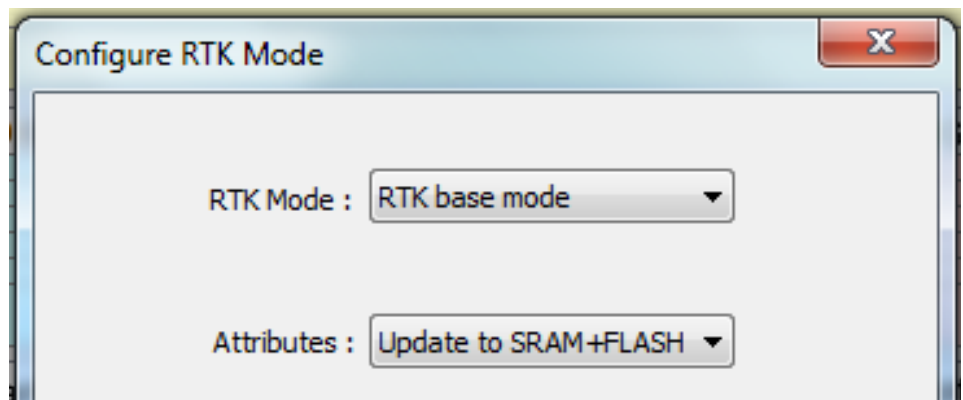 Configure RTK Mode
RTK Mode : RTK base mode
Attributes : Update to SRAM+FLASH